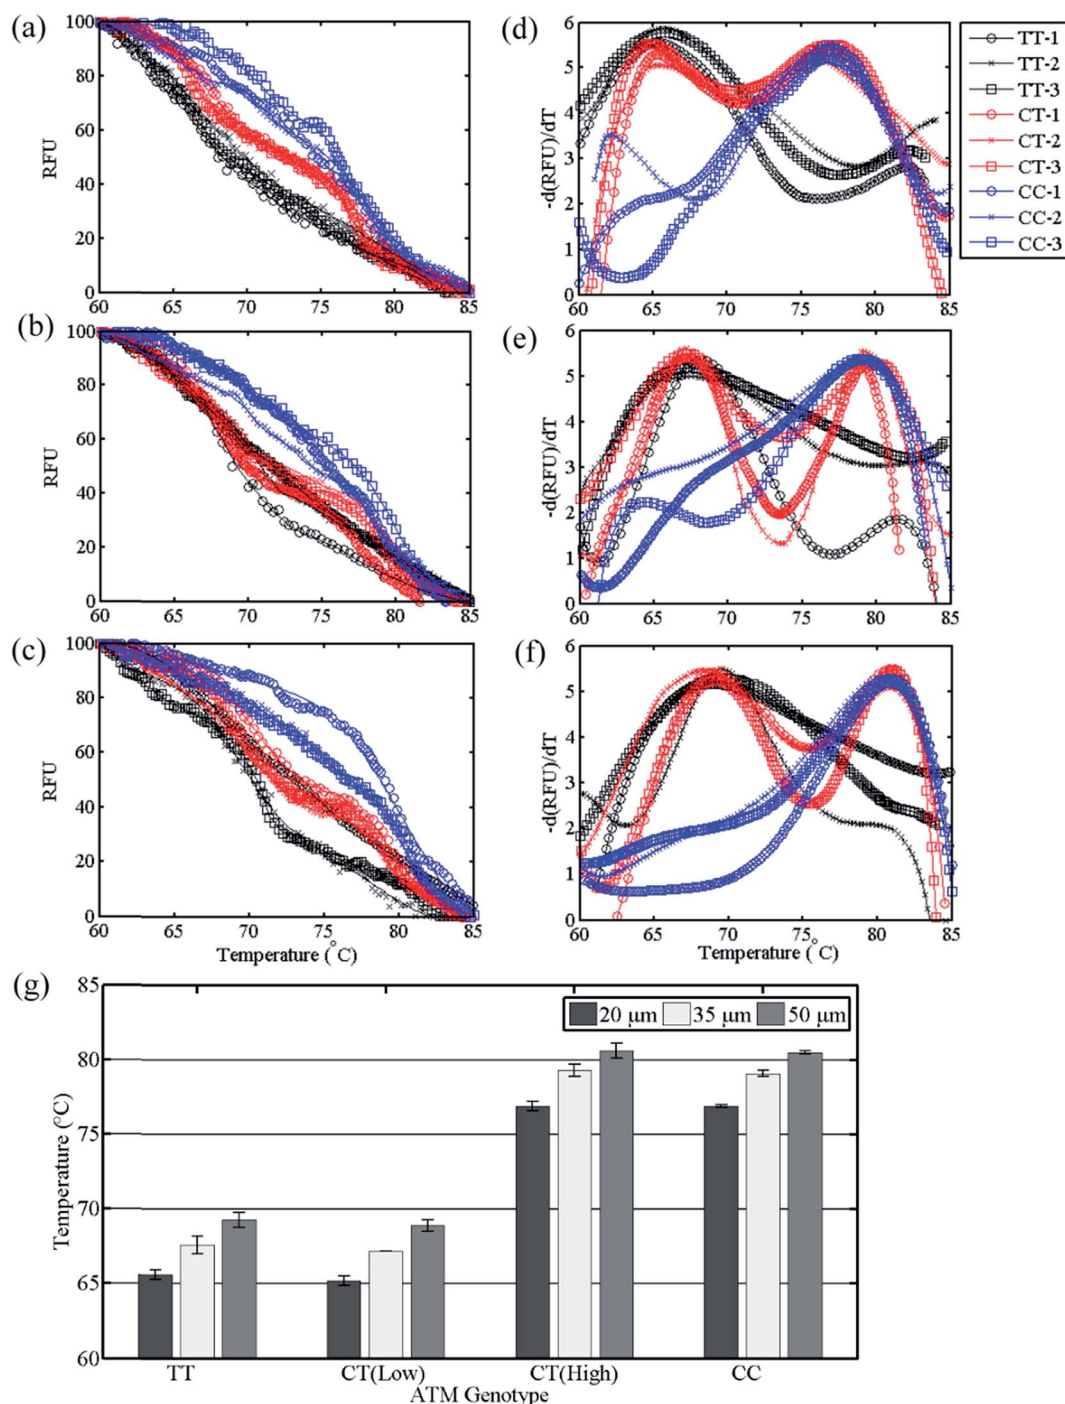 (a)
100
80
60
40
20
0
RFU
60 65 70 75 80 85
(d)
6
5
4
3
2
1
0
-d(RFU)/dT
60 65 70 75 80 85
TT-1
TT-2
TT-3
CT-1
CT-2
CT-3
CC-1
CC-2
CC-3
(b)
100
80
60
40
20
0
RFU
60 65 70 75 80 85
(e)
6
5
4
3
2
1
0
-d(RFU)/dT
60 65 70 75 80 85
(c)
100
80
60
40
20
0
RFU
60 65 70 75 80 85
Temperature (°C)
(f)
6
5
4
3
2
1
0
-d(RFU)/dT
60 65 70 75 80 85
Temperature (°C)
(g)
85
80
75
70
65
60
Temperature (°C)
20 μm 35 μm 50 μm
TT CT(Low) CT(High) CC
ATM Genotype